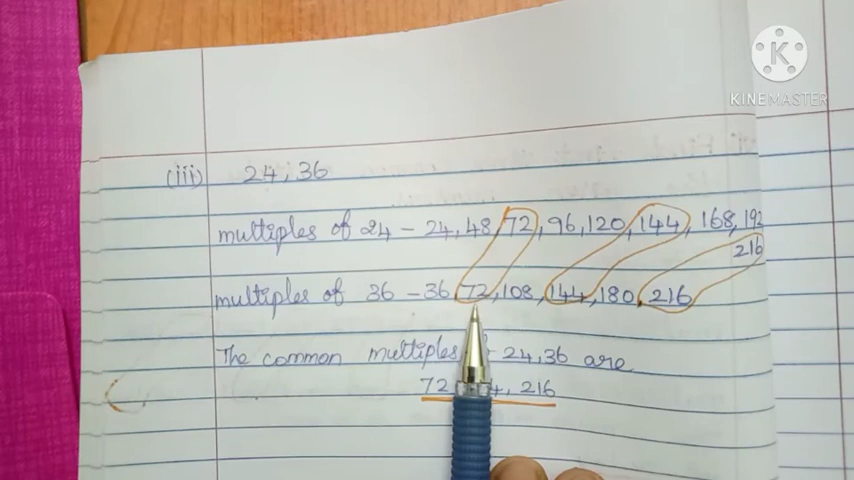 KINEMASTER
(iii) 24, 36
multiples of 24 - 24, 48, 72, 96, 120, 144, 168, 192
216
multiples of 36 - 36, 72, 108, 144, 180, 216
The common multiples 24, 36 are
72, 216